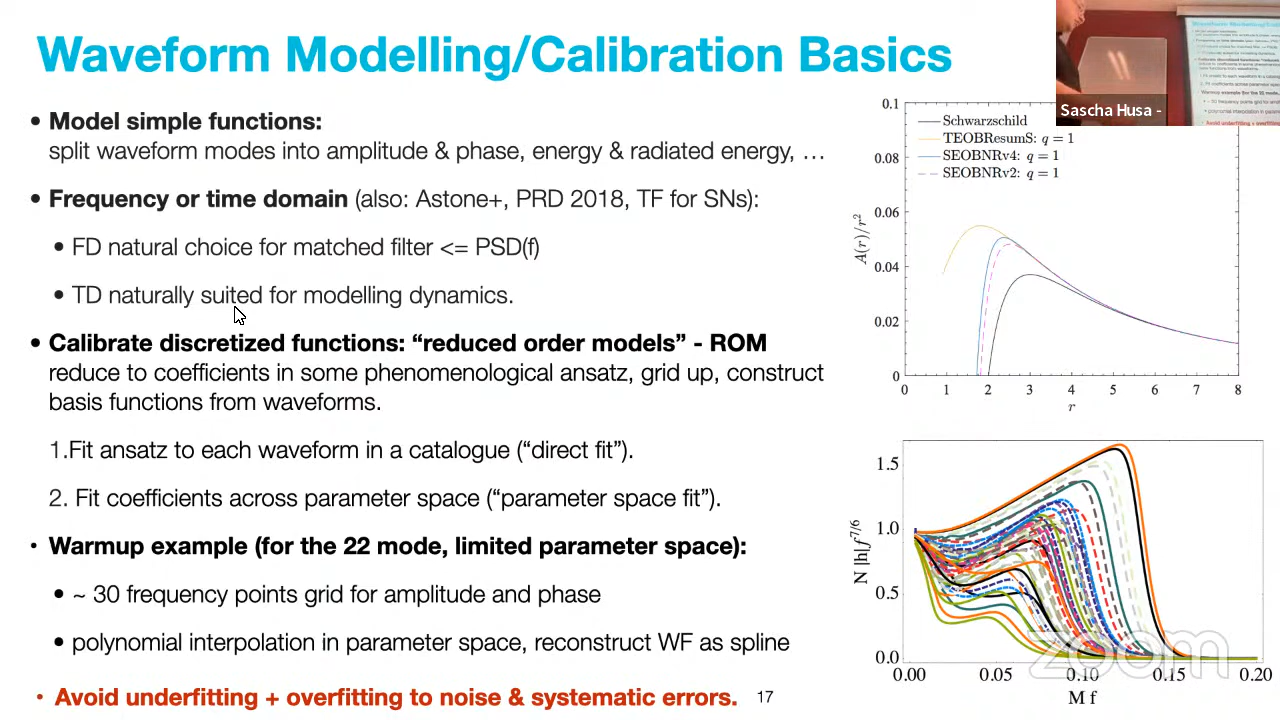 Waveform Modelling/Calibration Basics
• Model simple functions:
split waveform modes into amplitude & phase, energy & radiated energy, …
• Frequency or time domain (also: Astone+, PRD 2018, TF for SNs):
• FD natural choice for matched filter <= PSD(f)
• TD naturally suited for modelling dynamics.
• Calibrate discretized functions: “reduced order models” - ROM
reduce to coefficients in some phenomenological ansatz, grid up, construct
basis functions from waveforms.
1.Fit ansatz to each waveform in a catalogue (“direct fit”).
2. Fit coefficients across parameter space (“parameter space fit”).
• Warmup example (for the 22 mode, limited parameter space):
• ~ 30 frequency points grid for amplitude and phase
• polynomial interpolation in parameter space, reconstruct WF as spline
• Avoid underfitting + overfitting to noise & systematic errors.
17
Sascha Husa -
0.1
0.08
0.06
0.04
0.02
0
A(r)/r²
Schwarzschild
TEOBResumS: q = 1
SEOBNRv4: q = 1
SEOBNRv2: q = 1
0 1 2 3 4 5 6 7 8
r
1.5
1.0
0.5
0.0
N |h|f^7/6
0.00 0.05 0.10 0.15 0.20
M f
zoom